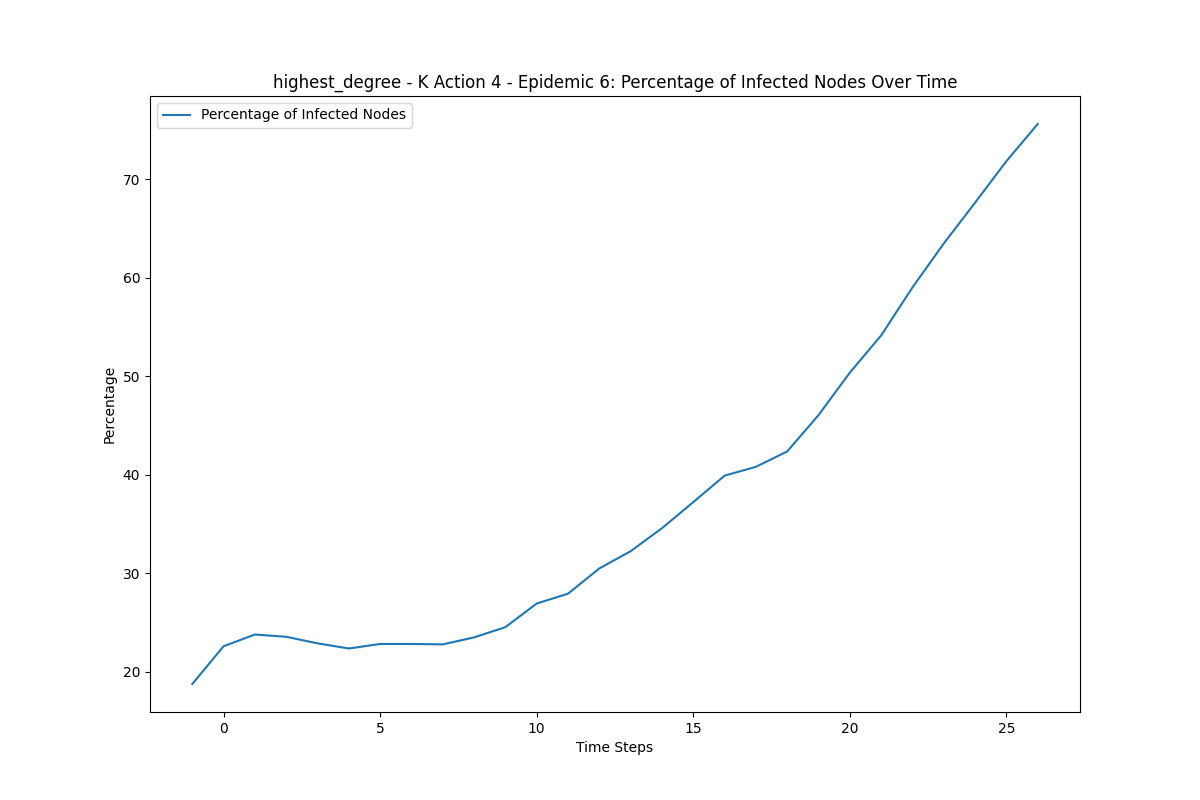 highest_degree - K Action 4 - Epidemic 6: Percentage of Infected Nodes Over Time
Percentage of Infected Nodes
70
60
50
40
30
20
Percentage
0 5 10 15 20 25
Time Steps